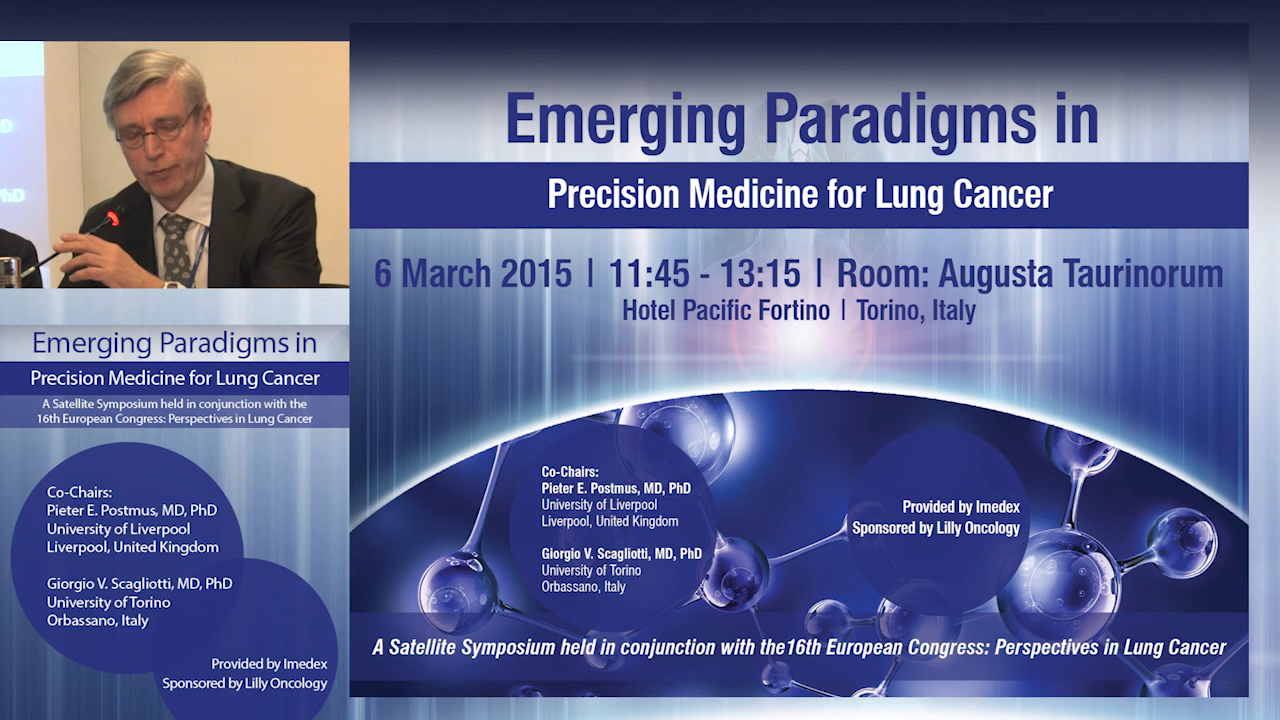 D
PhD
Emerging Paradigms in
Precision Medicine for Lung Cancer
A Satellite Symposium held in conjunction with the
16th European Congress: Perspectives in Lung Cancer
Co-Chairs:
Pieter E. Postmus, MD, PhD
University of Liverpool
Liverpool, United Kingdom
Giorgio V. Scagliotti, MD, PhD
University of Torino
Orbassano, Italy
Provided by Imedex
Sponsored by Lilly Oncology
Emerging Paradigms in
Precision Medicine for Lung Cancer
6 March 2015 | 11:45 - 13:15 | Room: Augusta Taurinorum
Hotel Pacific Fortino | Torino, Italy
Co-Chairs:
Pieter E. Postmus, MD, PhD
University of Liverpool
Liverpool, United Kingdom
Giorgio V. Scagliotti, MD, PhD
University of Torino
Orbassano, Italy
Provided by Imedex
Sponsored by Lilly Oncology
A Satellite Symposium held in conjunction with the16th European Congress: Perspectives in Lung Cancer